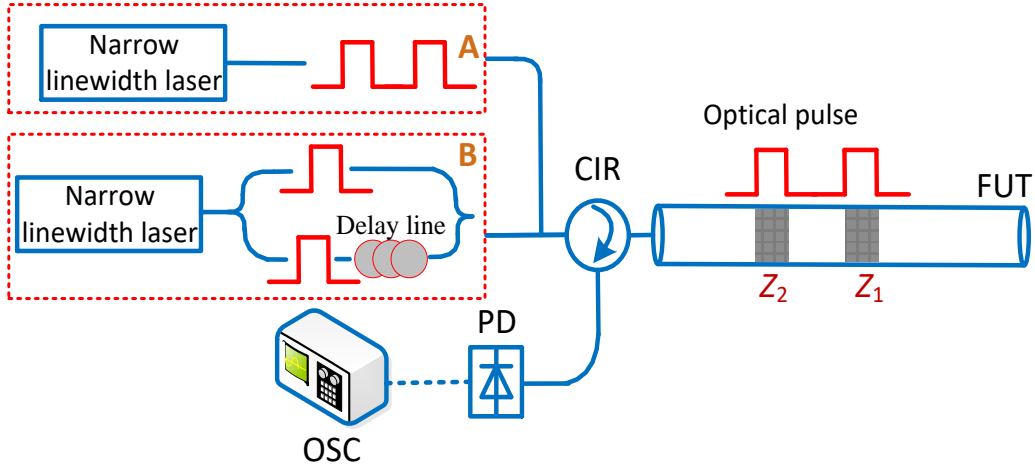 Narrow
linewidth laser
A
B
Narrow
linewidth laser
Delay line
CIR
Optical pulse
FUT
Z2
Z1
PD
OSC